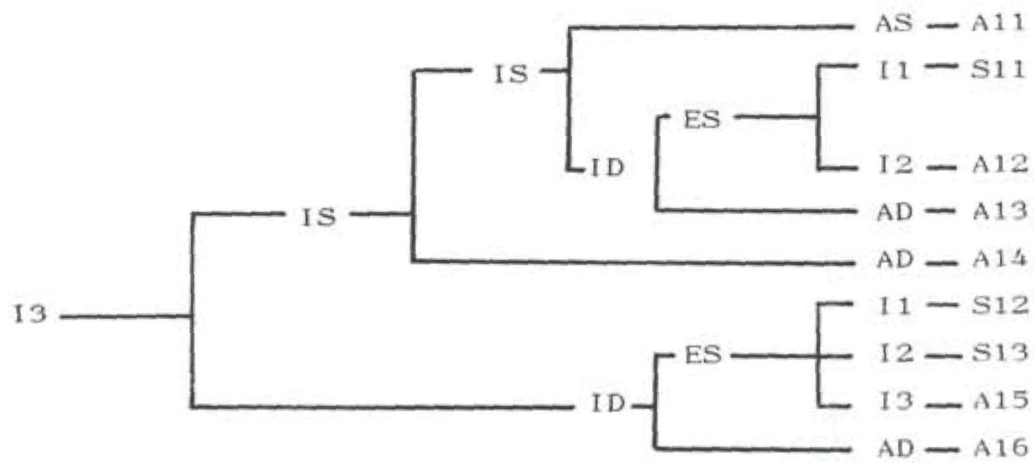 AS A11
IS I1 S11
ES
ID I2 A12
AD A13
IS
AD A14
I3 I1 S12
ES I2 S13
ID I3 A15
AD A16